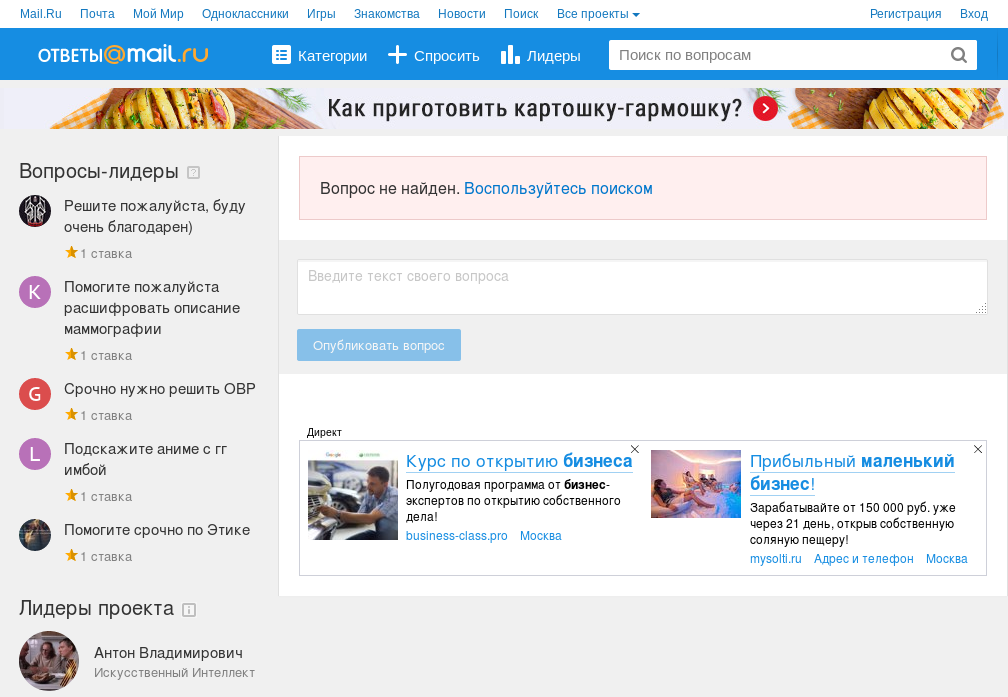 Mail.Ru Почта Мой Мир Одноклассники Игры Знакомства Новости Поиск Все проекты Регистрация Вход
ответы@mail.ru Категории Спросить Лидеры Поиск по вопросам
Как приготовить картошку-гармошку?
Вопросы-лидеры ?
Решите пожалуйста, буду
очень благодарен)
1 ставка
K
Помогите пожалуйста
расшифровать описание
маммографии
1 ставка
G
Срочно нужно решить ОВР
1 ставка
L
Подскажите аниме с гг
имбой
1 ставка
Помогите срочно по Этике
1 ставка
Лидеры проекта i
Антон Владимирович
Искусственный Интеллект
Вопрос не найден. Воспользуйтесь поиском
Введите текст своего вопроса
Опубликовать вопрос
Директ
Курс по открытию бизнеса
Полугодовая программа от бизнес-
экспертов по открытию собственного
дела!
business-class.pro Москва
Прибыльный маленький
бизнес!
Зарабатывайте от 150 000 руб. уже
через 21 день, открыв собственную
соляную пещеру!
mysolti.ru Адрес и телефон Москва